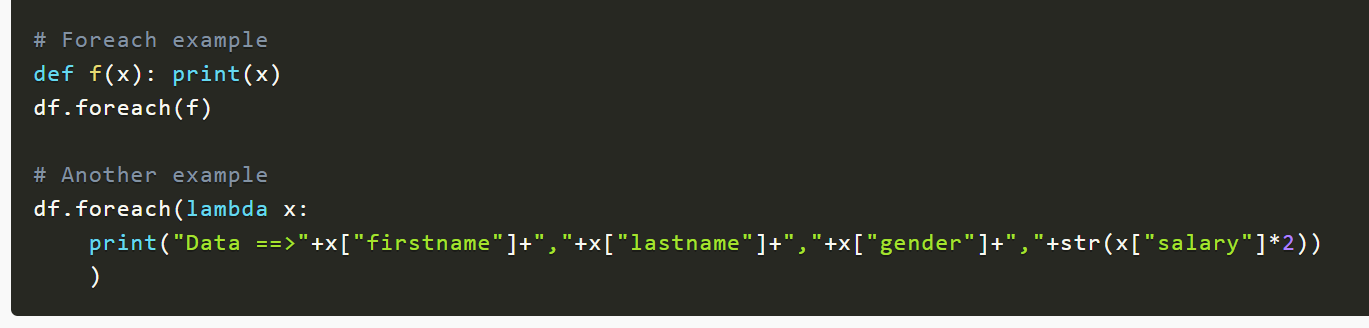 # Foreach example
def f(x): print(x)
df.foreach(f)
# Another example
df.foreach(lambda x:
    print("Data ==>"+x["firstname"]+","+x["lastname"]+","+x["gender"]+","+str(x["salary"]*2))
    )